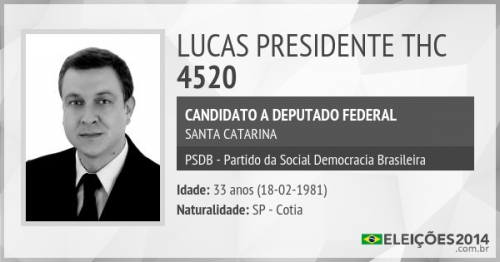 LUCAS PRESIDENTE THC
4520
CANDIDATO A DEPUTADO FEDERAL
SANTA CATARINA
PSDB - Partido da Social Democracia Brasileira
Idade: 33 anos (18-02-1981)
Naturalidade: SP - Cotia
ELEIÇÕES2014
.com.br